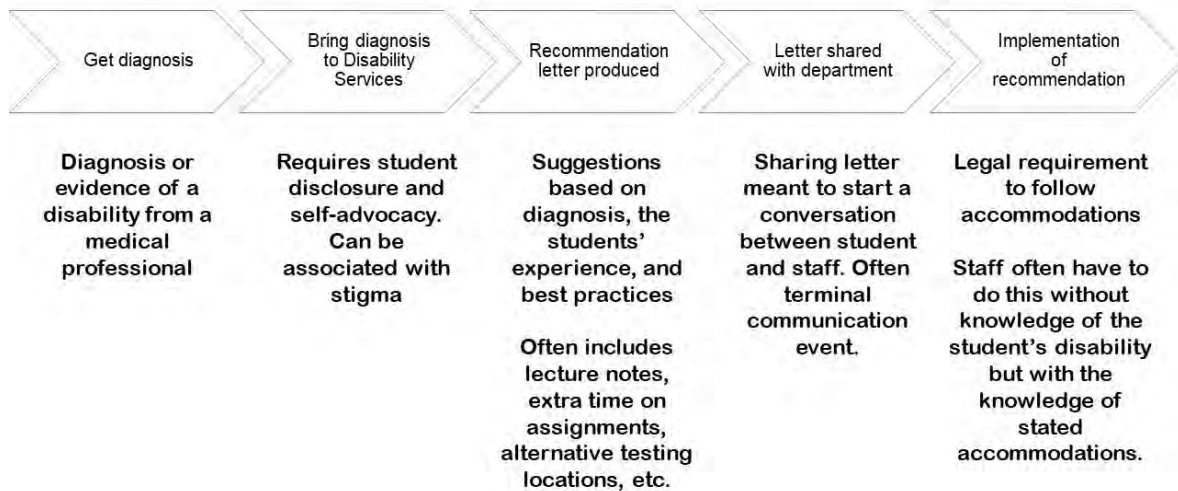 Get diagnosis
Bring diagnosis
to Disability
Services
Recommendation
letter produced
Letter shared
with department
Implementation
of
recommendation
Diagnosis or
evidence of a
disability from a
medical
professional
Requires student
disclosure and
self-advocacy.
Can be
associated with
stigma
Suggestions
based on
diagnosis, the
students’
experience, and
best practices
Often includes
lecture notes,
extra time on
assignments,
alternative testing
locations, etc.
Sharing letter
meant to start a
conversation
between student
and staff. Often
terminal
communication
event.
Legal requirement
to follow
accommodations
Staff often have to
do this without
knowledge of the
student’s disability
but with the
knowledge of
stated
accommodations.